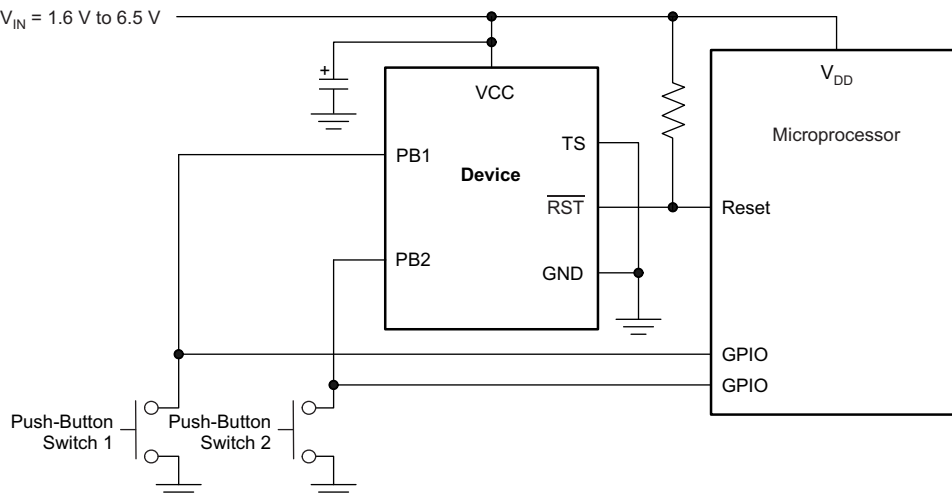 V_IN = 1.6 V to 6.5 V
+
VCC
V_DD
Microprocessor
PB1
TS
Device
RST
Reset
PB2
GND
GPIO
GPIO
Push-Button
Switch 1
Push-Button
Switch 2